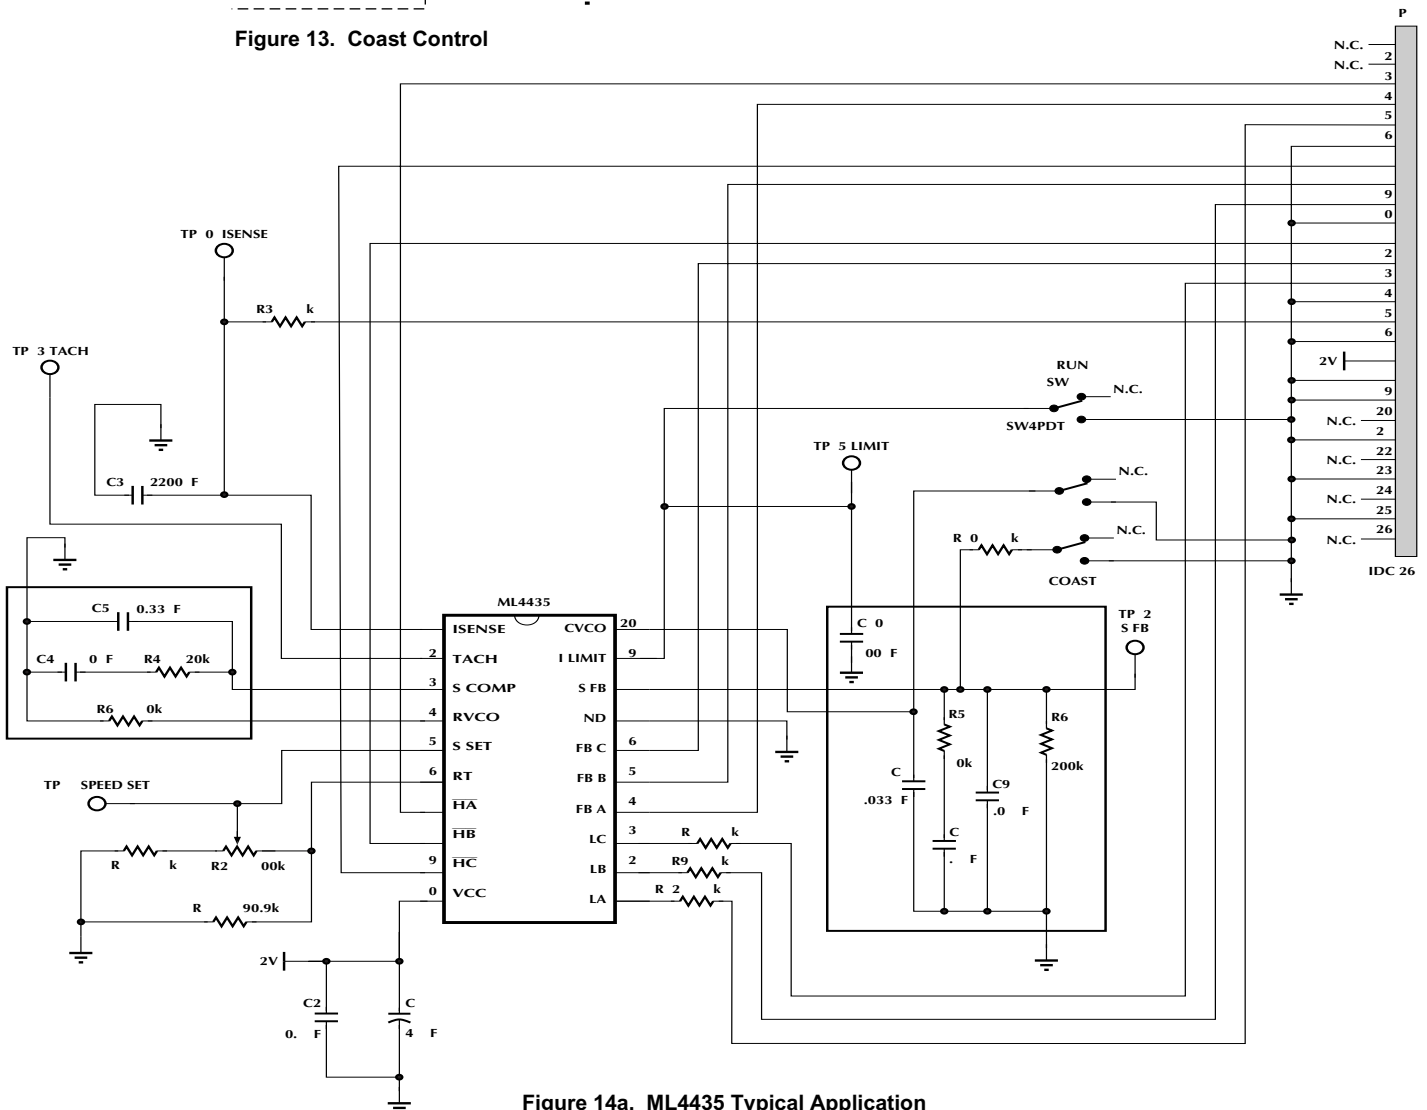 Figure 13. Coast Control
P
N.C.
2
N.C.
3
4
5
6
9
0
2
3
4
5
6
2V
9
20
N.C.
2
22
N.C.
23
24
N.C.
25
26
N.C.
IDC 26
TP 0 ISENSE
R3 k
TP 3 TACH
C3 2200 F
RUN
SW
N.C.
SW4PDT
TP 5 LIMIT
N.C.
R 0 k
N.C.
COAST
C5 0.33 F
C4 0 F R4 20k
R6 0k
ML4435
ISENSE
2 TACH
3 S COMP
4 RVCO
5 S SET
6 RT
HA
HB
9 HC
0 VCC
CVCO 20
I LIMIT 9
S FB
ND
FB C 6
FB B 5
FB A 4
LC 3
LB 2
LA
R k
R9 k
R 2 k
C 0
00 F
TP 2
S FB
R5
0k
R6
200k
C
.033 F
C9
.0 F
C
. F
TP SPEED SET
R k R2 00k
R 90.9k
2V
C2
0. F
C
4 F
Figure 14a. ML4435 Typical Application